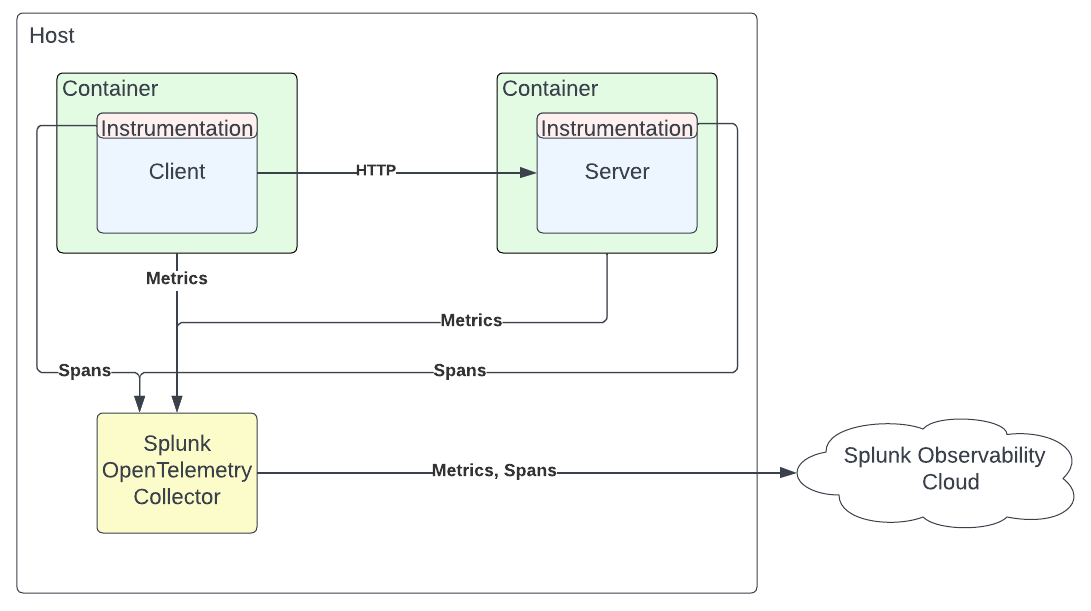 Host
Container
Container
Instrumentation
Instrumentation
Client
HTTP
Server
Metrics
Metrics
Spans
Spans
Splunk
OpenTelemetry
Collector
Metrics, Spans
Splunk Observability
Cloud